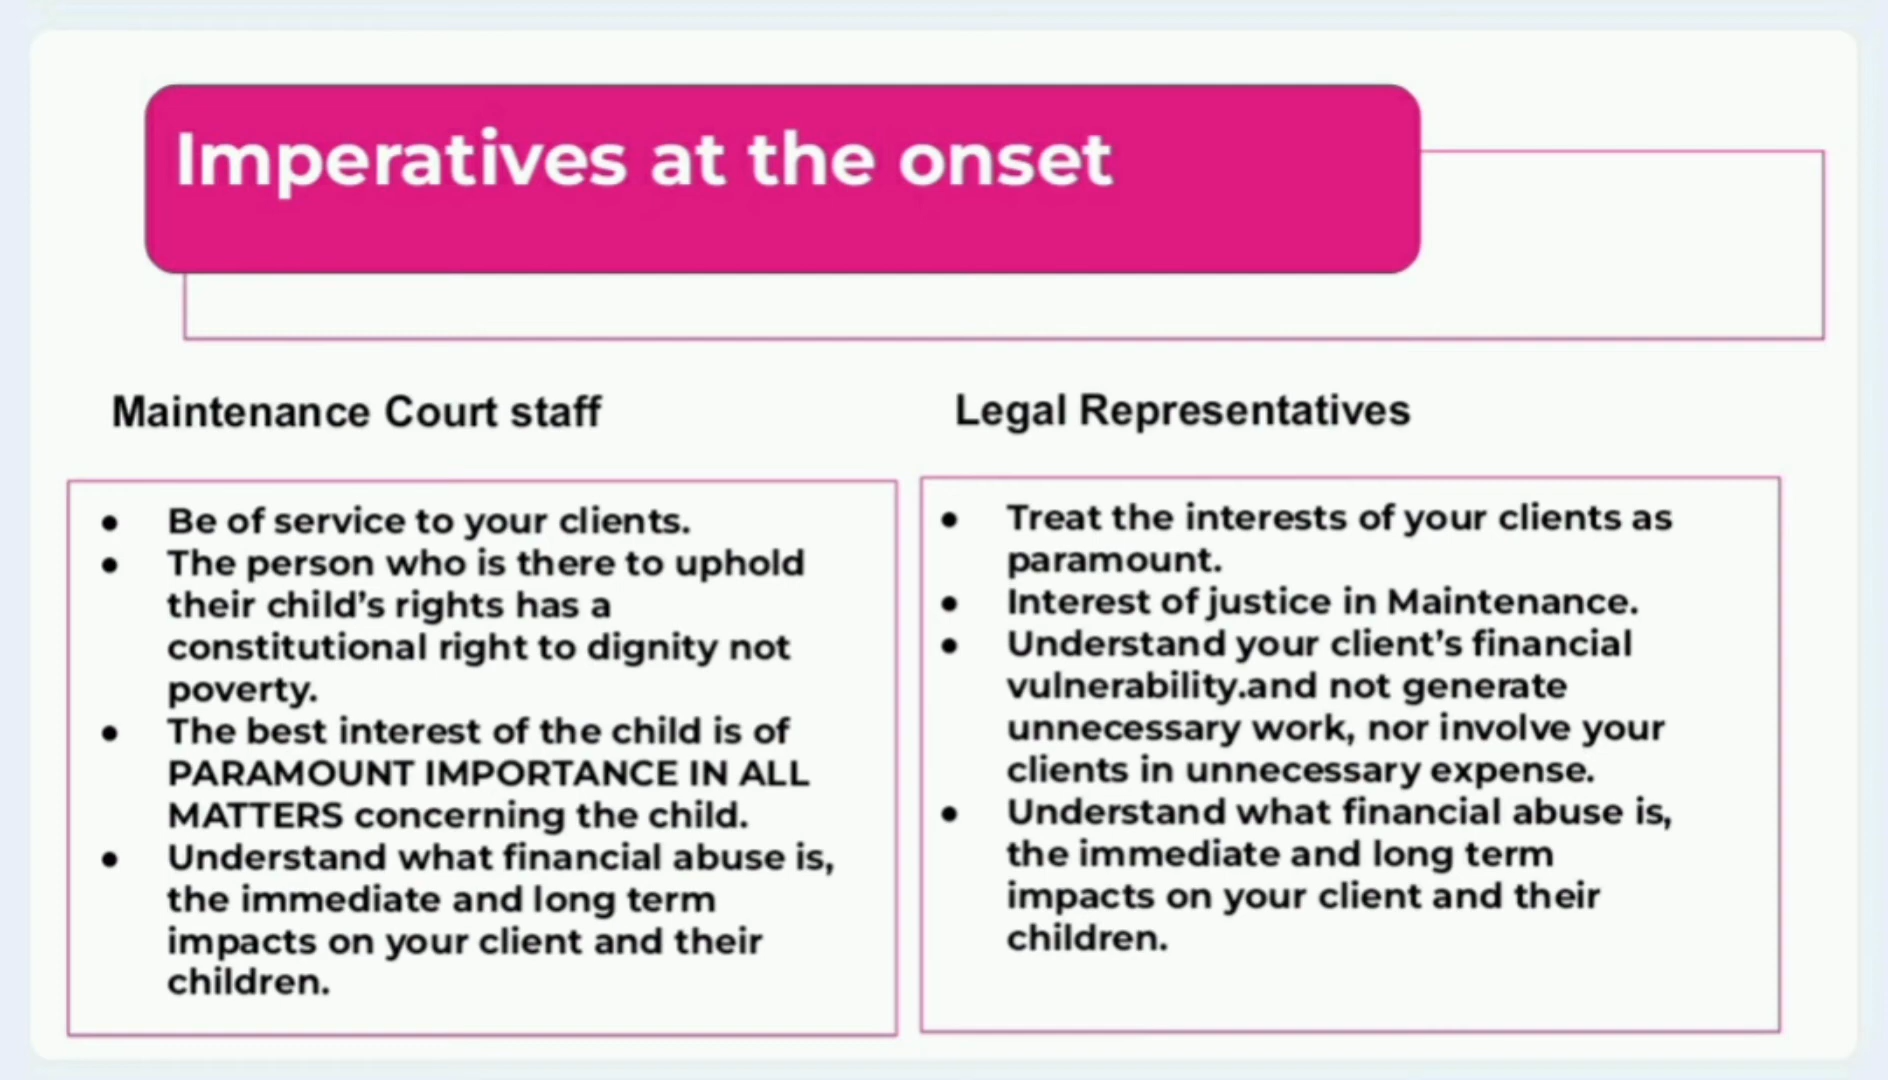 Imperatives at the onset
Maintenance Court staff
● Be of service to your clients.
● The person who is there to uphold
their child’s rights has a
constitutional right to dignity not
poverty.
● The best interest of the child is of
PARAMOUNT IMPORTANCE IN ALL
MATTERS concerning the child.
● Understand what financial abuse is,
the immediate and long term
impacts on your client and their
children.
Legal Representatives
● Treat the interests of your clients as
paramount.
● Interest of justice in Maintenance.
● Understand your client’s financial
vulnerability.and not generate
unnecessary work, nor involve your
clients in unnecessary expense.
● Understand what financial abuse is,
the immediate and long term
impacts on your client and their
children.